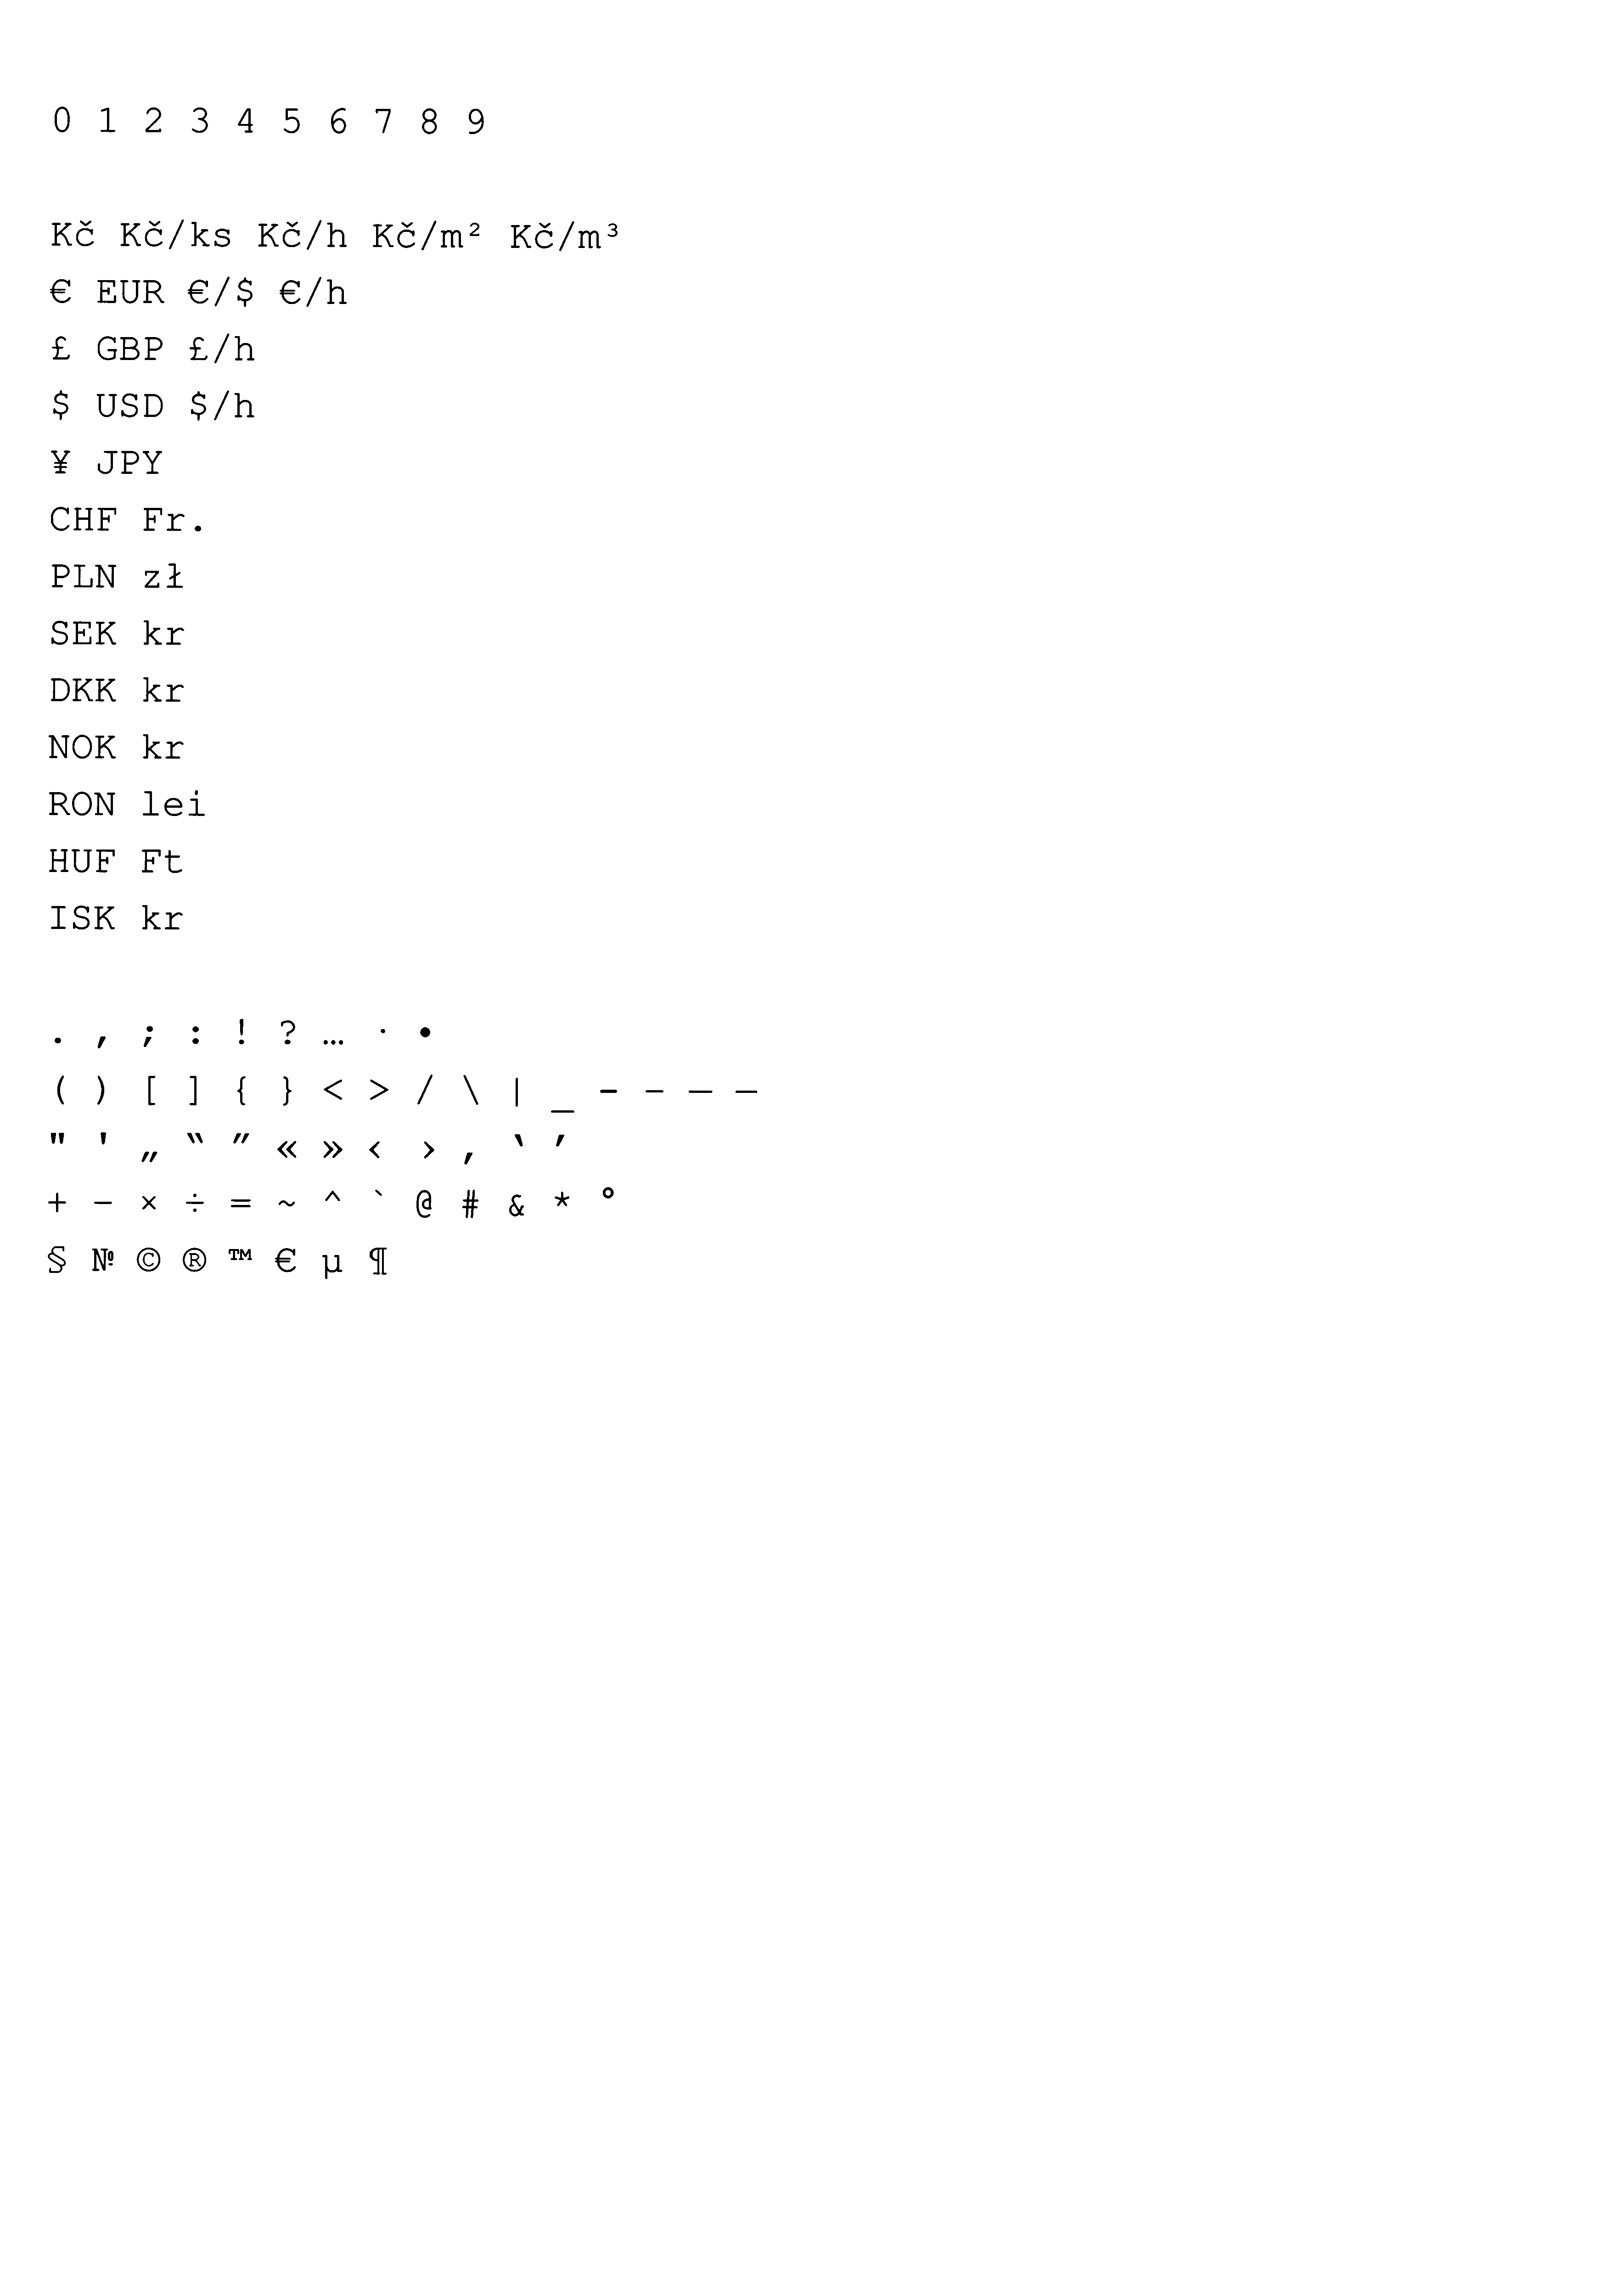 0 1 2 3 4 5 6 7 8 9
Kč Kč/ks Kč/h Kč/m² Kč/m³
€ EUR €/$ €/h
£ GBP £/h
$ USD $/h
¥ JPY
CHF Fr.
PLN zł
SEK kr
DKK kr
NOK kr
RON lei
HUF Ft
ISK kr
. , ; : ! ? … · •
( ) [ ] { } < > / \ | _ - – — ―
" ' „ “ ” « » ‹ › ‚ ‘ ’
+ − × ÷ = ~ ^ ` @ # & * °
§ № © ® ™ € µ ¶